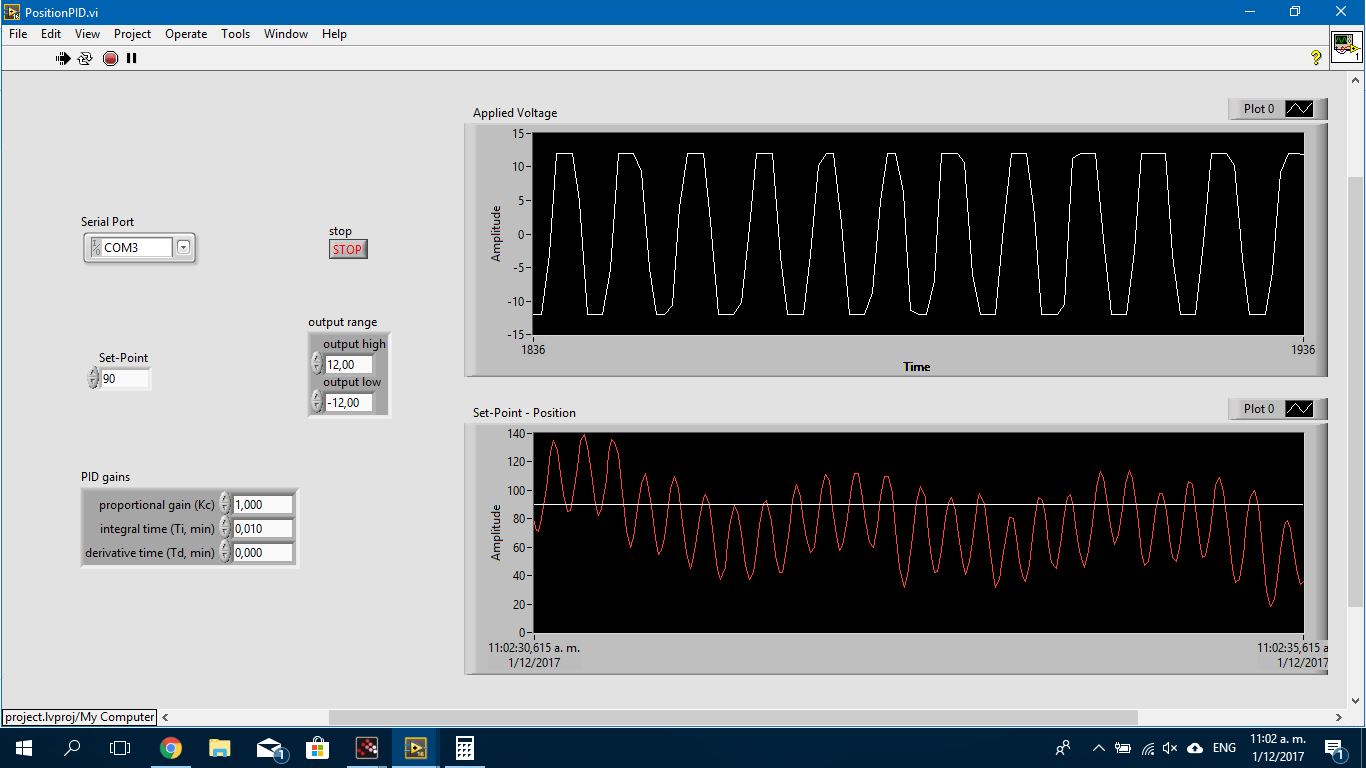 PositionPID.vi
File Edit View Project Operate Tools Window Help
Serial Port
COM3
stop
STOP
output range
output high
12,00
output low
-12,00
Set-Point
90
PID gains
proportional gain (Kc) 1,000
integral time (Ti, min) 0,010
derivative time (Td, min) 0,000
Applied Voltage
Plot 0
Amplitude
15
10
5
0
-5
-10
-15
1836 1936
Time
Set-Point - Position
Plot 0
Amplitude
140
120
100
80
60
40
20
0
11:02:30,615 a. m.
1/12/2017
11:02:35,615 a
1/12/2017
project.lvproj/My Computer
ENG
11:02 a. m.
1/12/2017